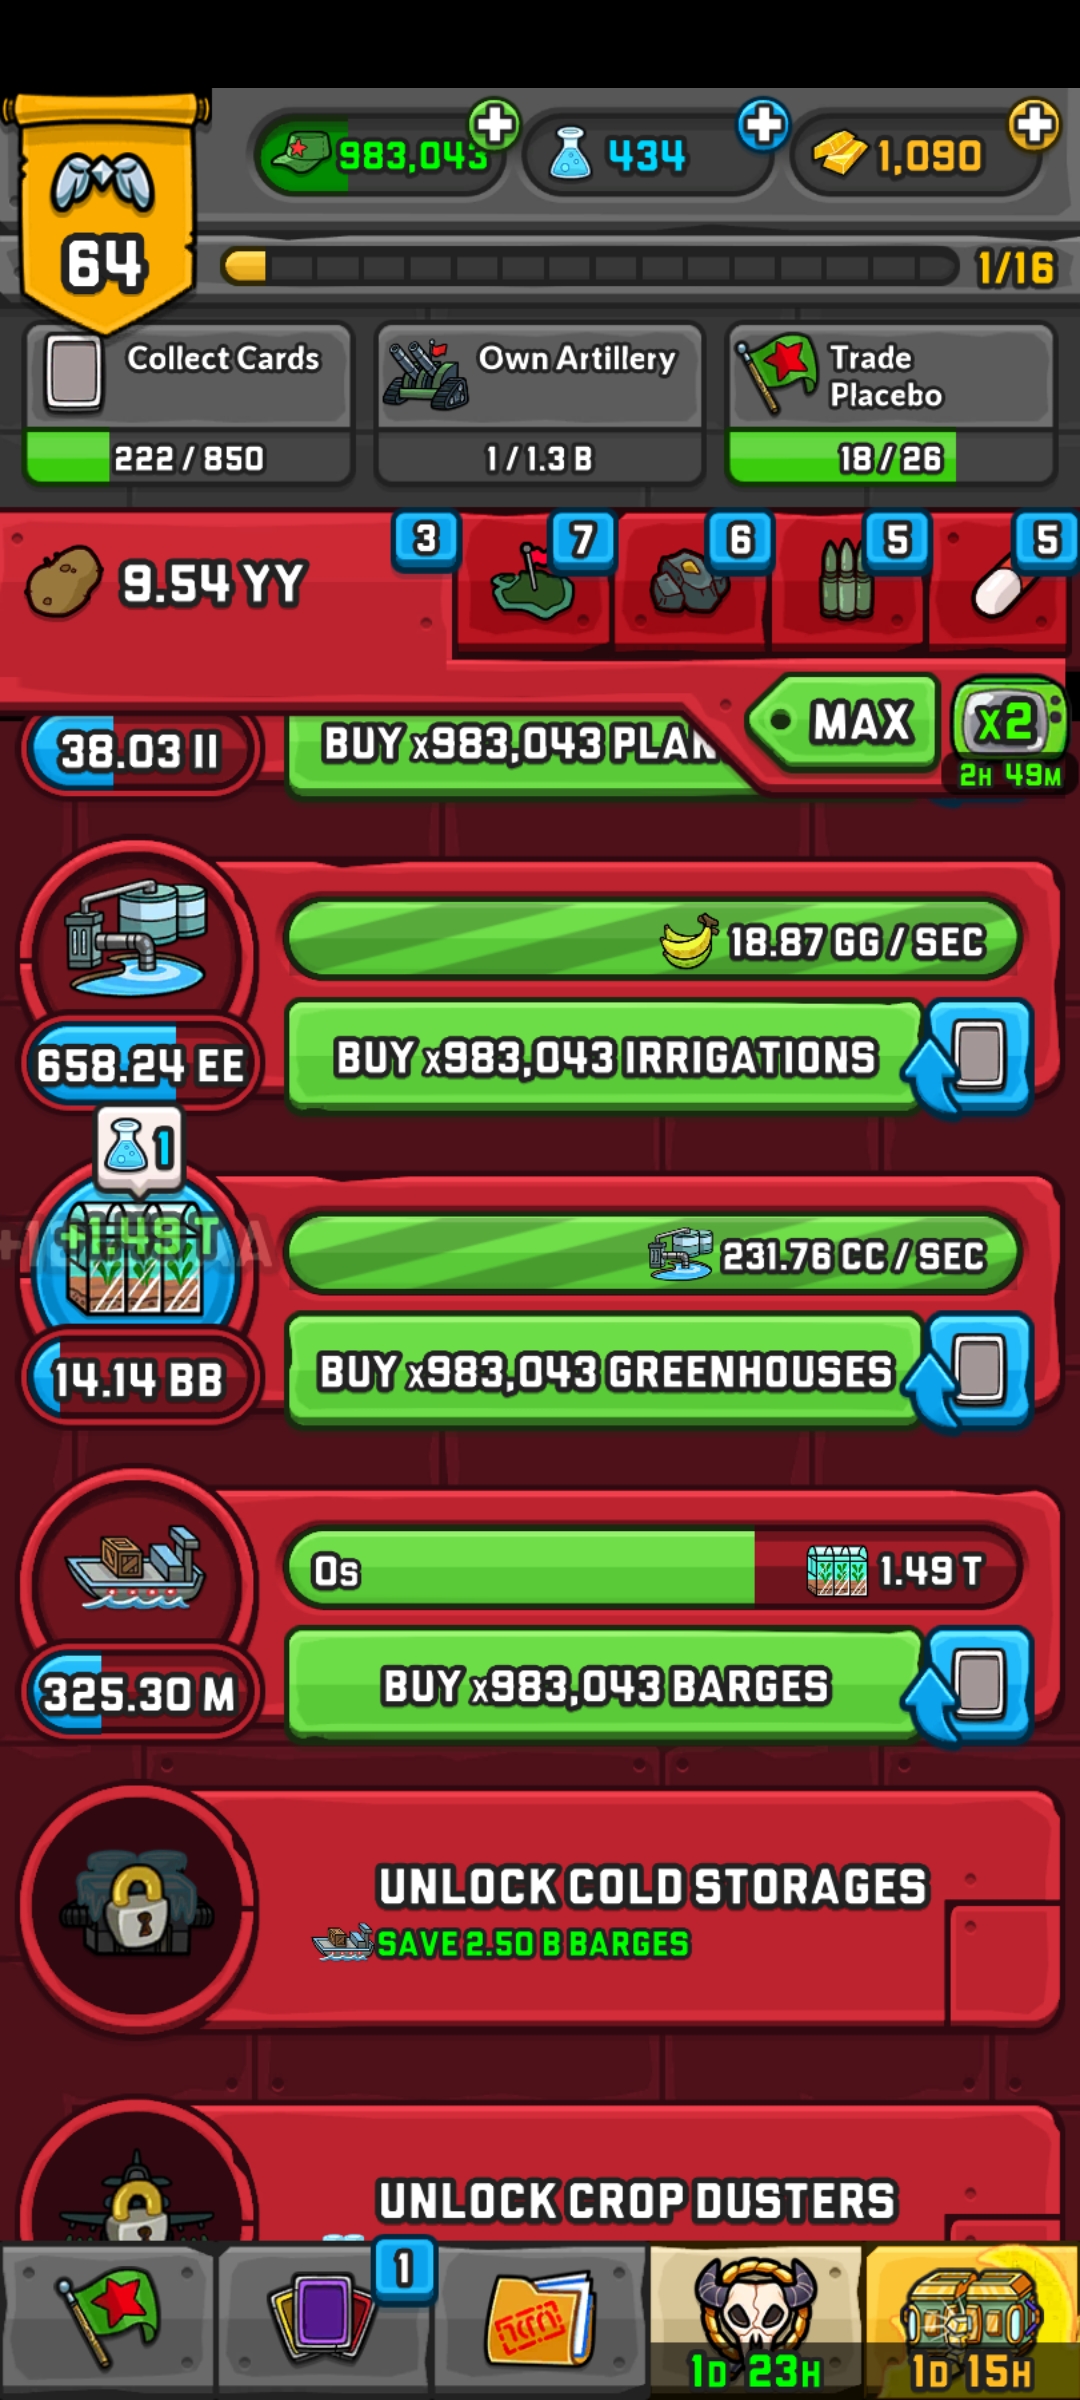 64
983,043
434
1,090
1/16
Collect Cards
222 / 850
Own Artillery
1 / 1.3 B
Trade
Placebo
18 / 26
9.54 YY
3
7
6
5
5
MAX
x2
2H 49M
38.03 II
BUY x983,043 PLAN
18.87 GG / SEC
658.24 EE
BUY x983,043 IRRIGATIONS
1
+1.49 T
231.76 CC / SEC
14.14 BB
BUY x983,043 GREENHOUSES
0s
1.49 T
325.30 M
BUY x983,043 BARGES
UNLOCK COLD STORAGES
SAVE 2.50 B BARGES
UNLOCK CROP DUSTERS
1
1D 23H
1D 15H